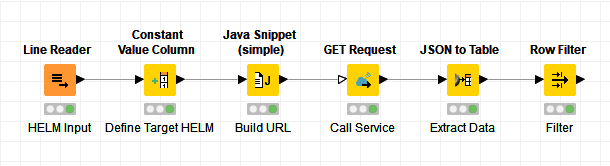 Line Reader
Constant
Value Column
Java Snippet
(simple)
GET Request
JSON to Table
Row Filter
J
HELM Input
Define Target HELM
Build URL
Call Service
Extract Data
Filter